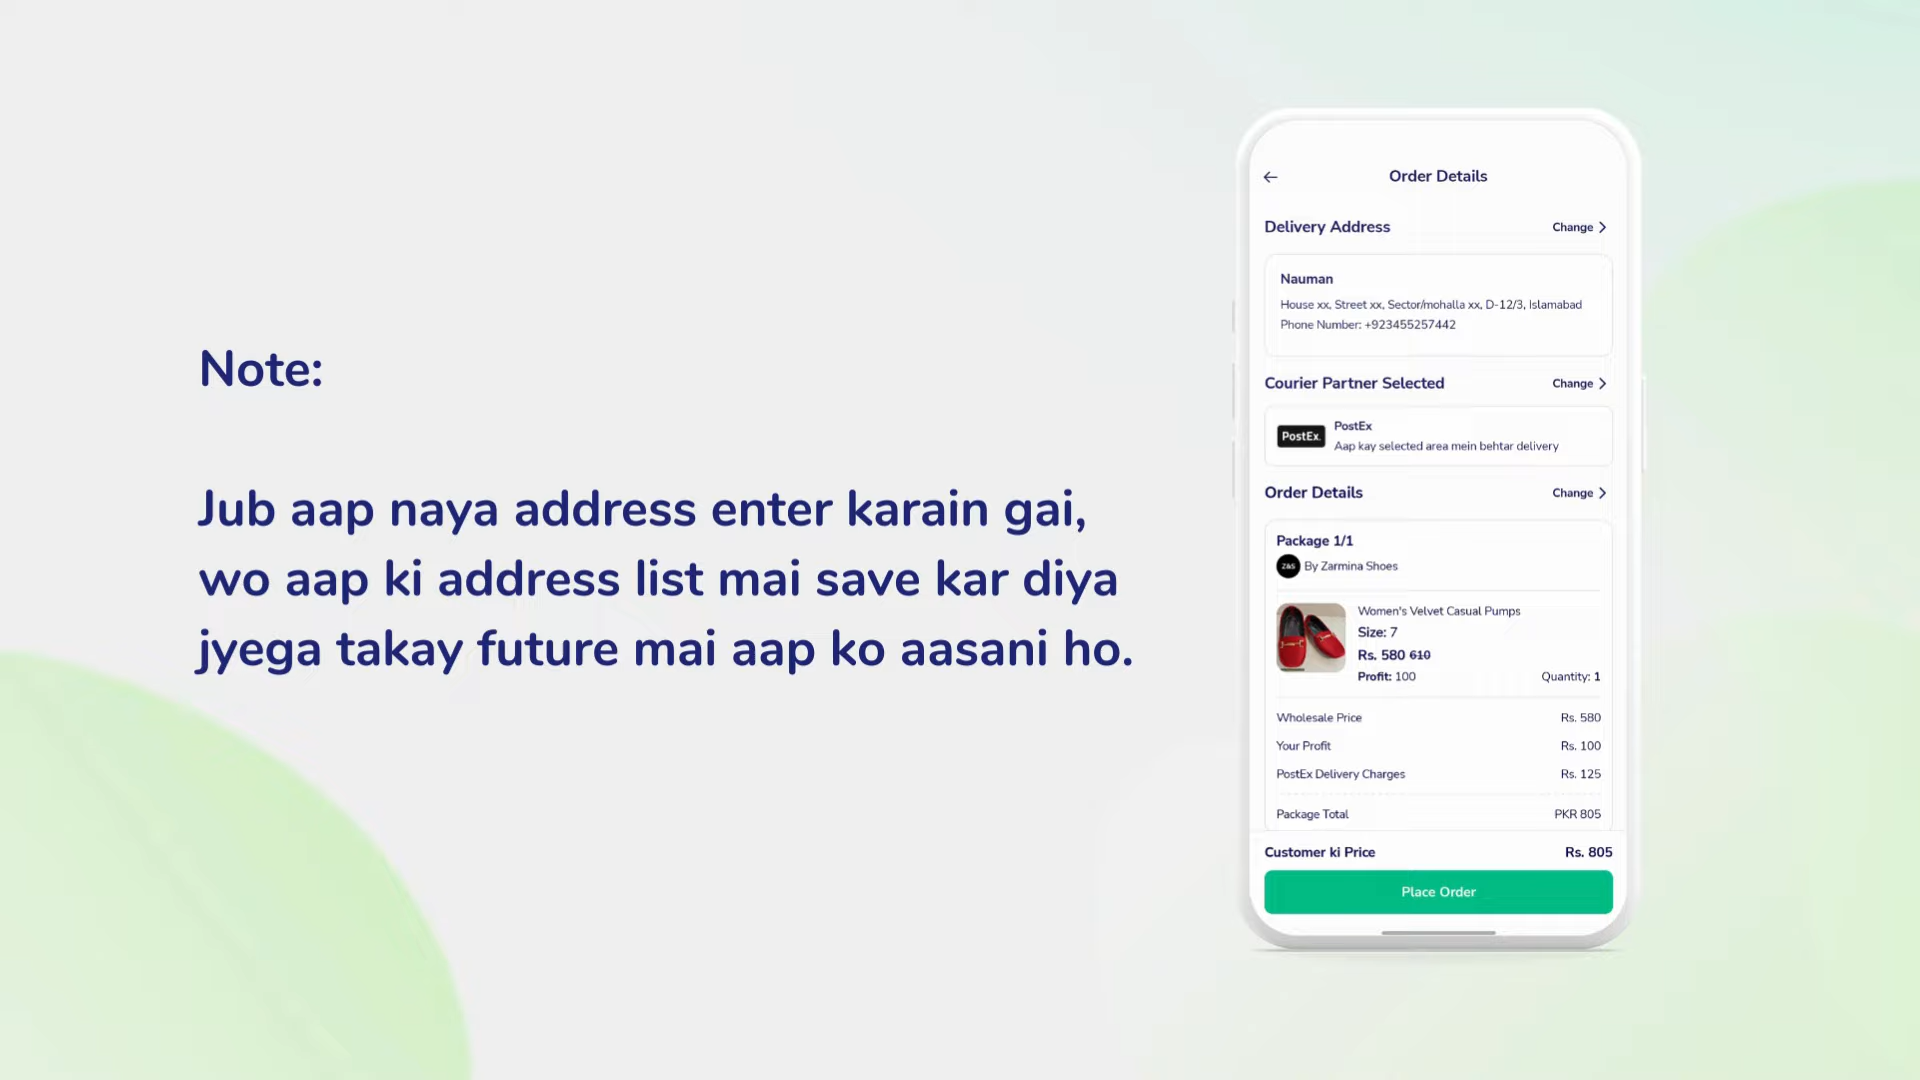 Note:
Jub aap naya address enter karain gai,
wo aap ki address list mai save kar diya
jyega takay future mai aap ko aasani ho.
Order Details
Delivery Address
Change
Nauman
House xx, Street xx, Sector/mohalla xx, D-12/3, Islamabad
Phone Number: +923455257442
Courier Partner Selected
Change
PostEx
PostEx
Aap kay selected area mein behtar delivery
Order Details
Change
Package 1/1
Z&S
By Zarmina Shoes
Women's Velvet Casual Pumps
Size: 7
Rs. 580 610
Profit: 100
Quantity: 1
Wholesale Price Rs. 580
Your Profit Rs. 100
PostEx Delivery Charges Rs. 125
Package Total PKR 805
Customer ki Price Rs. 805
Place Order